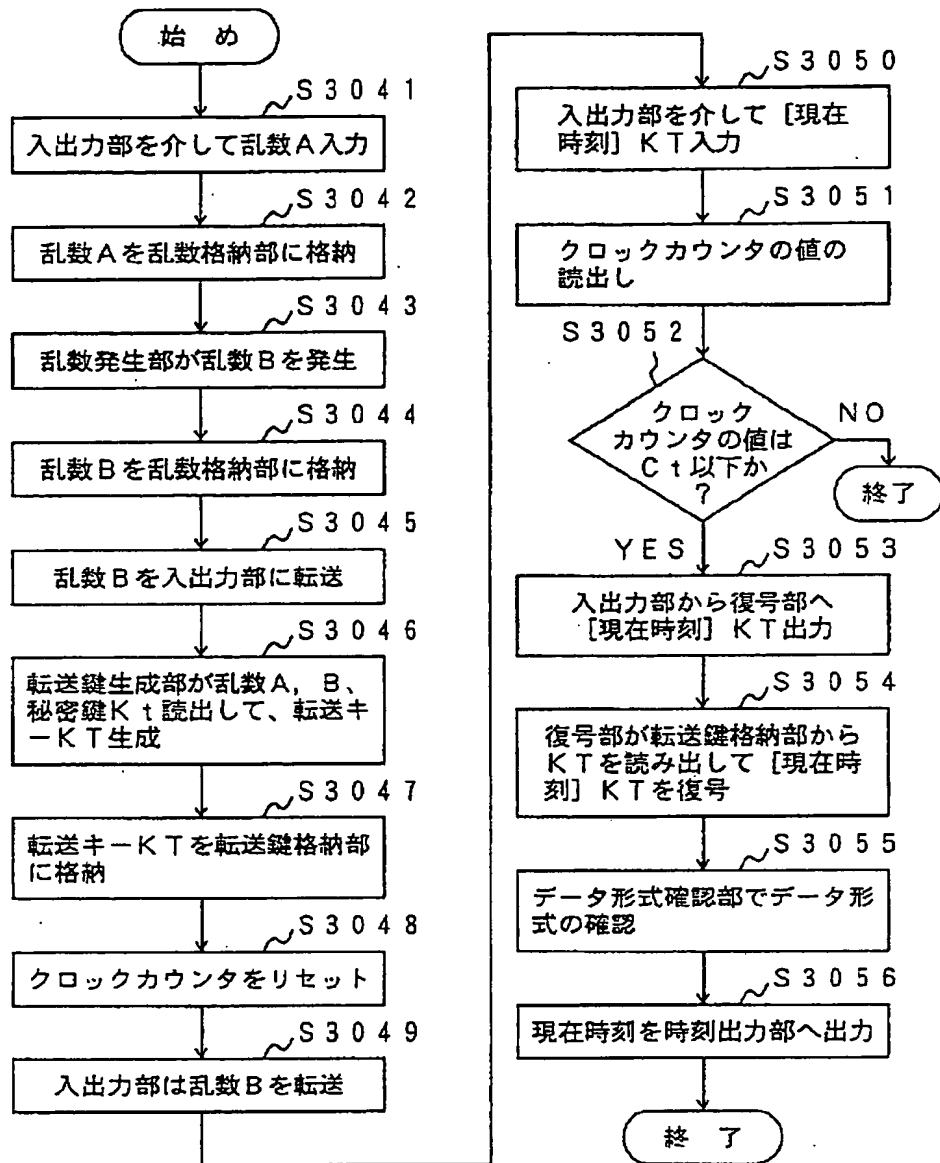 始 め
S3041
入出力部を介して乱数A入力
S3042
乱数Aを乱数格納部に格納
S3043
乱数発生部が乱数Bを発生
S3044
乱数Bを乱数格納部に格納
S3045
乱数Bを入出力部に転送
S3046
転送鍵生成部が乱数A,B、
秘密鍵Kt読出して、転送キ
ーKT生成
S3047
転送キーKTを転送鍵格納部
に格納
S3048
クロックカウンタをリセット
S3049
入出力部は乱数Bを転送
S3050
入出力部を介して[現在
時刻]KT入力
S3051
クロックカウンタの値の
読出し
S3052
クロック
カウンタの値は
Ct以下か
?
NO
終了
YES
S3053
入出力部から復号部へ
[現在時刻]KT出力
S3054
復号部が転送鍵格納部から
KTを読み出して[現在時
刻]KTを復号
S3055
データ形式確認部でデータ形
式の確認
S3056
現在時刻を時刻出力部へ出力
終 了